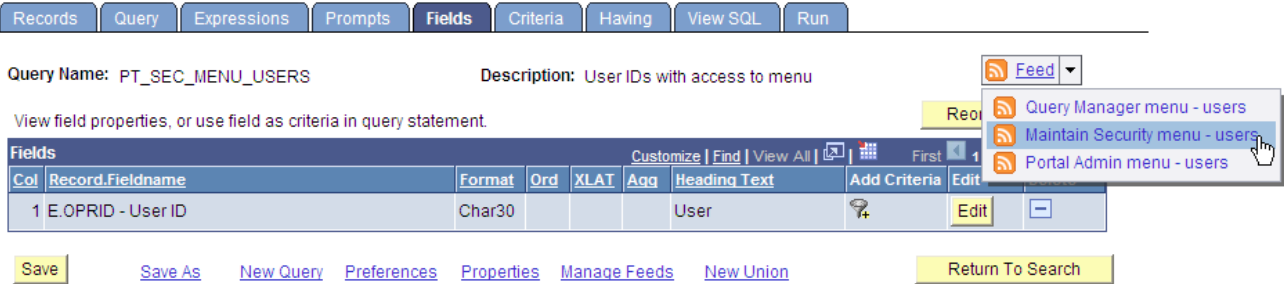 Records Query Expressions Prompts Fields Criteria Having View SQL Run
Query Name: PT_SEC_MENU_USERS Description: User IDs with access to menu Feed
Query Manager menu - users
Maintain Security menu - users
Portal Admin menu - users
View field properties, or use field as criteria in query statement.
Fields Customize | Find | View All | | First 1
Col Record.Fieldname Format Ord XLAT Agg Heading Text Add Criteria Edit
1 E.OPRID - User ID Char30 User Edit
Save Save As New Query Preferences Properties Manage Feeds New Union Return To Search